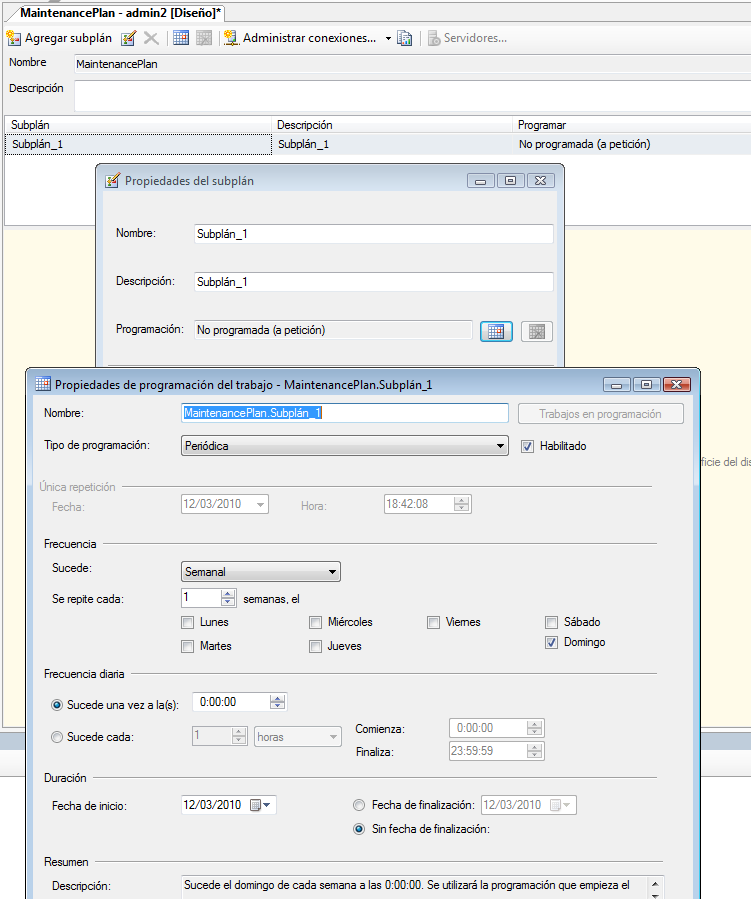 MaintenancePlan - admin2 [Diseño]*
Agregar subplán Administrar conexiones... Servidores...
Nombre MaintenancePlan
Descripción
Subplán Descripción Programar
Subplán_1 Subplán_1 No programada (a petición)
Propiedades del subplán
Nombre: Subplán_1
Descripción: Subplán_1
Programación: No programada (a petición)
Propiedades de programación del trabajo - MaintenancePlan.Subplán_1
Nombre: MaintenancePlan.Subplán_1 Trabajos en programación
Tipo de programación: Periódica Habilitado
ficie del dis
Única repetición
Fecha: 12/03/2010 Hora: 18:42:08
Frecuencia
Sucede: Semanal
Se repite cada: 1 semanas, el
Lunes Miércoles Viernes Sábado
Martes Jueves Domingo
Frecuencia diaria
Sucede una vez a la(s): 0:00:00
Sucede cada: 1 horas Comienza: 0:00:00
Finaliza: 23:59:59
Duración
Fecha de inicio: 12/03/2010 Fecha de finalización: 12/03/2010
Sin fecha de finalización:
Resumen
Descripción: Sucede el domingo de cada semana a las 0:00:00. Se utilizará la programación que empieza el